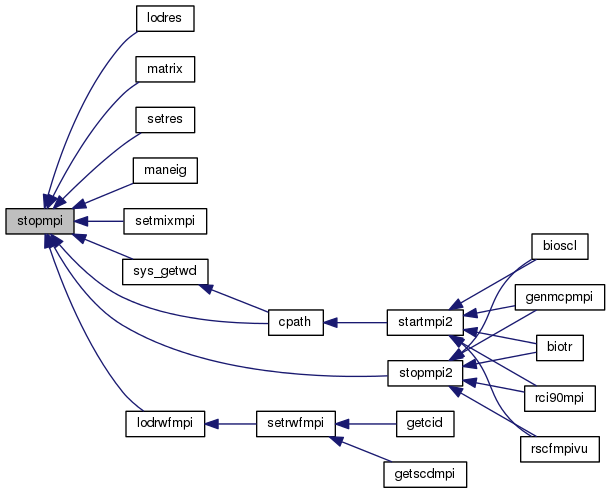 lodres
matrix
setres
maneig
stopmpi
setmixmpi
bioscl
sys_getwd
genmcpmpi
cpath
startmpi2
biotr
stopmpi2
rci90mpi
lodrwfmpi
setrwfmpi
getcid
rscfmpivu
getscdmpi